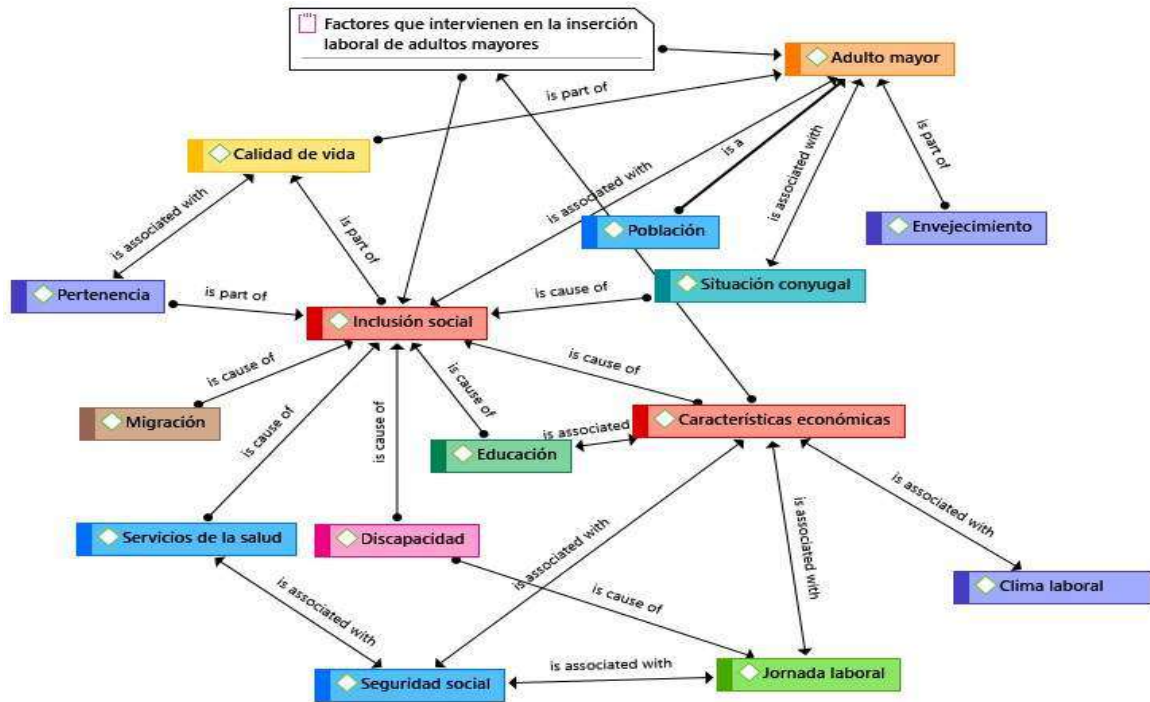 Factores que intervienen en la inserción
laboral de adultos mayores
Adulto mayor
is part of
Calidad de vida
is a
is part of
is associated with
is associated with
is associated with
Población
Envejecimiento
is part of
Pertenencia
is part of
Situación conyugal
is cause of
Inclusión social
is cause of
is cause of
is cause of
Migración
Características económicas
is cause of
is cause of
is associated
Educación
is associated with
Servicios de la salud
Discapacidad
is associated with
is associated with
Clima laboral
is associated with
is cause of
is associated with
Jornada laboral
Seguridad social